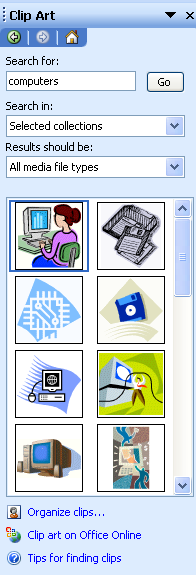 Clip Art
Search for:
computers
Go
Search in:
Selected collections
Results should be:
All media file types
Organize clips...
Clip art on Office Online
Tips for finding clips